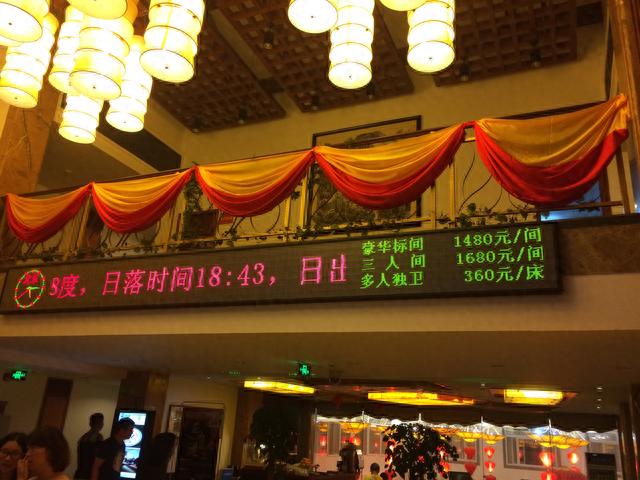 8度，日落时间18:43，日出
豪华标间 1480元/间
三人间 1680元/间
多人独卫 360元/床